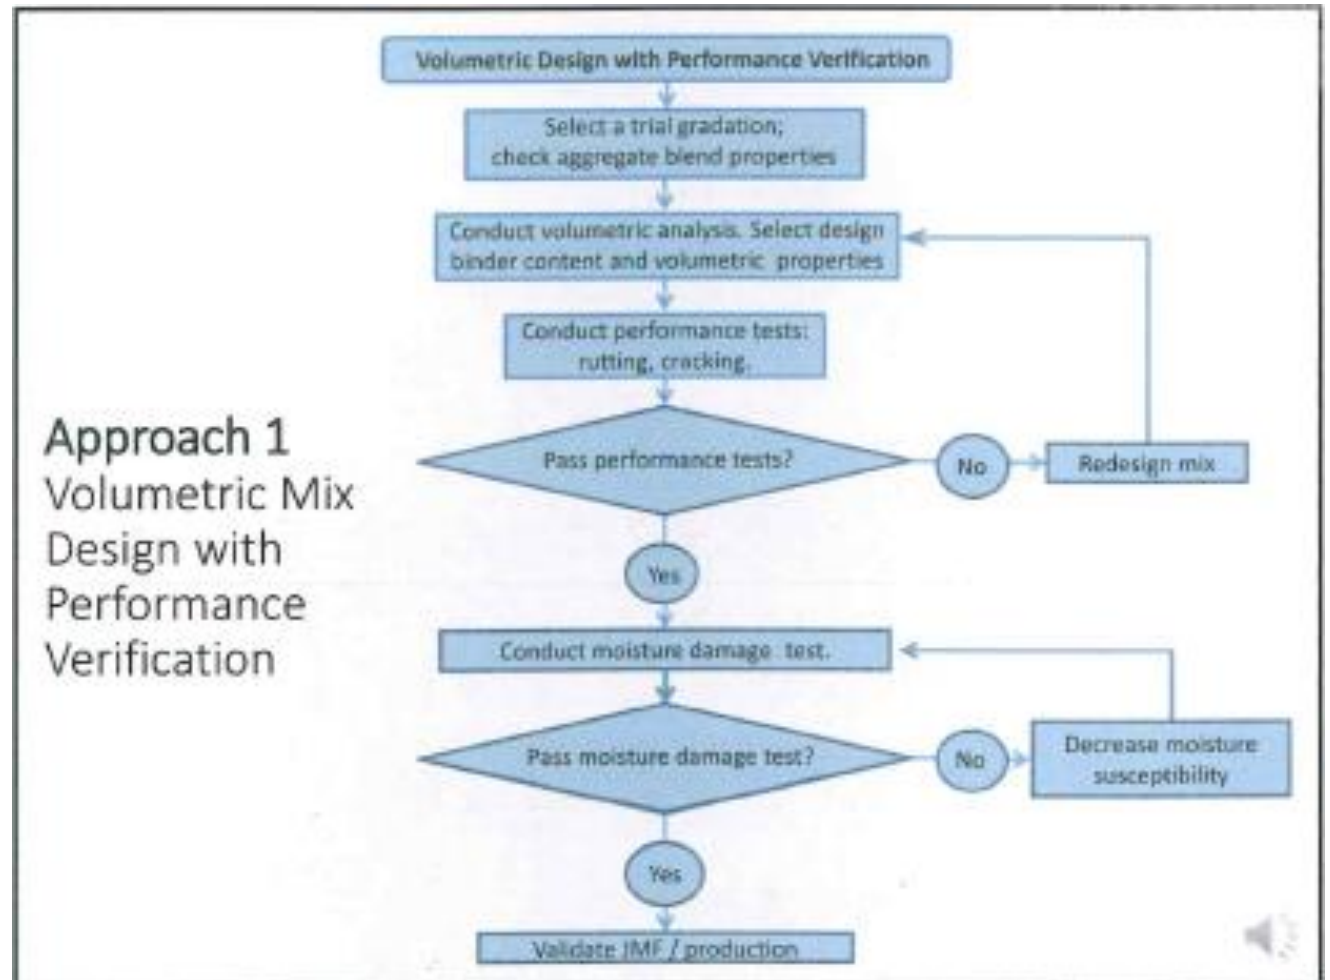 Volumetric Design with Performance Verification
Select a trial gradation;
check aggregate blend properties
Conduct volumetric analysis. Select design
binder content and volumetric properties
Conduct performance tests:
rutting, cracking.
Approach 1
Volumetric Mix
Design with
Performance
Verification
Pass performance tests?
No
Redesign mix
Yes
Conduct moisture damage test.
Pass moisture damage test?
No
Decrease moisture
susceptibility
Yes
Validate JMF / production